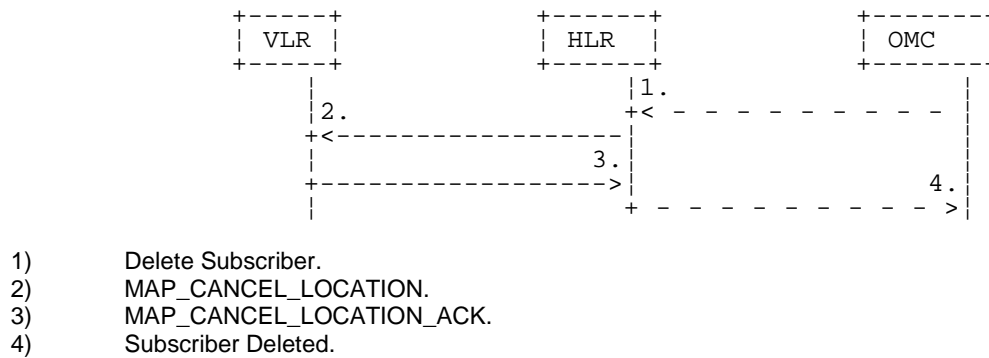 VLR HLR OMC
1.
2.
3.
4.
1) Delete Subscriber.
2) MAP_CANCEL_LOCATION.
3) MAP_CANCEL_LOCATION_ACK.
4) Subscriber Deleted.